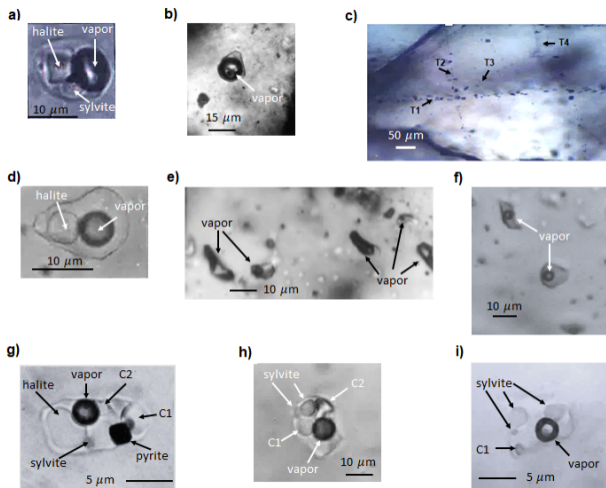 a)
halite vapor
sylvite
10 µm
b)
vapor
15 µm
c)
T4
T2 T3
T1
50 µm
d)
halite vapor
10 µm
e)
vapor
vapor
10 µm
f)
vapor
10 µm
g)
vapor
halite C2
C1
sylvite pyrite
5 µm
h)
sylvite C2
C1
vapor
10 µm
i)
sylvite
C1
vapor
5 µm